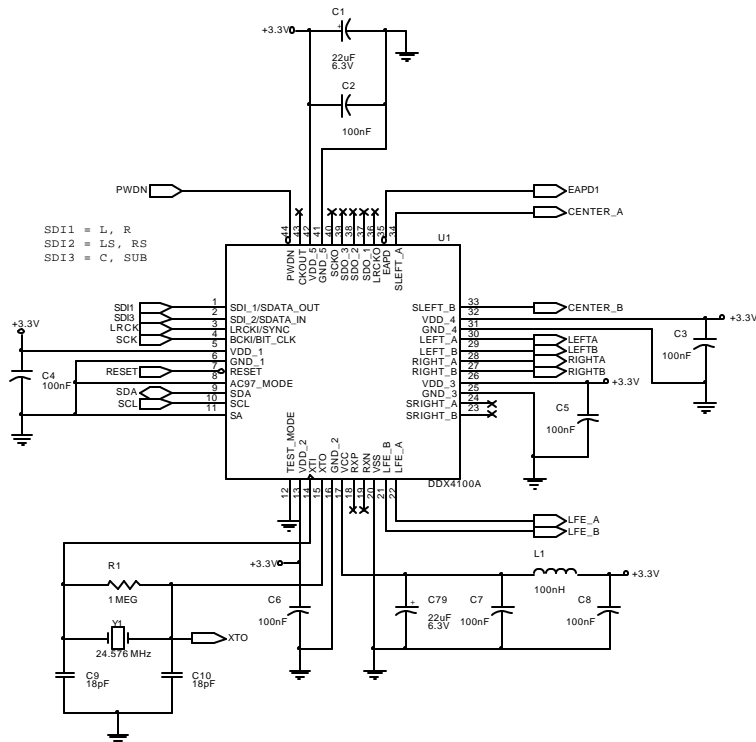 C1
+3.3V
+
22uF
6.3V
C2
100nF
PWDN
EAPD1
CENTER_A
SDI1 = L, R
SDI2 = LS, RS
SDI3 = C, SUB
44
43
42
41
40
39
38
37
36
35
34
U1
PWDN
CKOUT
VDD_5
GND_5
SCKO
SDO_3
SDO_2
SDO_1
LRCKO
EAPD
SLEFT_A
SDI1
1
SDI_1/SDATA_OUT
SDI3
2
SDI_2/SDATA_IN
LRCK
3
LRCKI/SYNC
SCK
4
BCKI/BIT_CLK
5
VDD_1
6
GND_1
RESET
7
RESET
8
AC97_MODE
SDA
9
SDA
SCL
10
SCL
11
SA
+3.3V
C4
100nF
SLEFT_B
33
CENTER_B
VDD_4
32
+3.3V
GND_4
31
LEFT_A
30
LEFTA
LEFT_B
29
LEFTB
RIGHT_A
28
RIGHTA
RIGHT_B
27
RIGHTB
VDD_3
26
+3.3V
GND_3
25
SRIGHT_A
24
SRIGHT_B
23
C3
100nF
C5
100nF
TEST_MODE
VDD_2
XTI
XTO
GND_2
VCC
RXP
RXN
VSS
LFE_B
LFE_A
DDX4100A
12
13
14
15
16
17
18
19
20
21
22
LFE_A
LFE_B
+3.3V
R1
1MEG
Y1
24.576 MHz
XTO
C9
18pF
C10
18pF
C6
100nF
L1
100nH
+3.3V
+
C79
22uF
6.3V
C7
100nF
C8
100nF